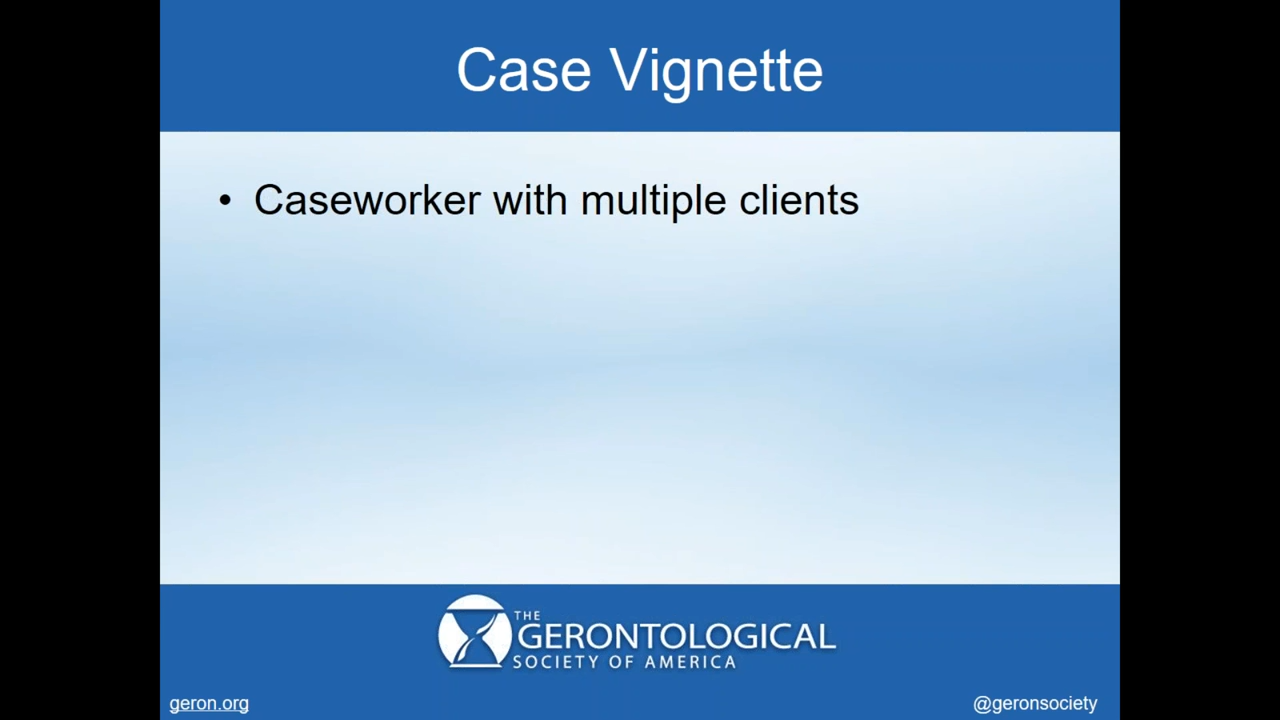 Case Vignette
• Caseworker with multiple clients
THE
GERONTOLOGICAL
SOCIETY OF AMERICA
geron.org
@geronsociety